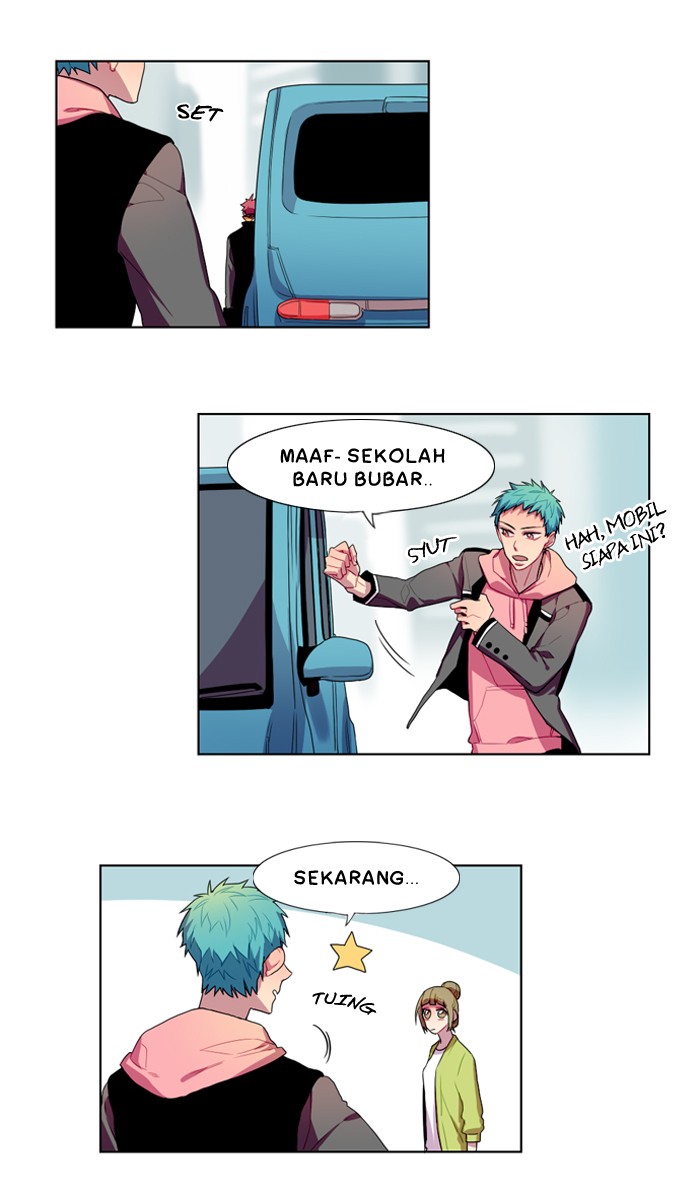 SET
MAAF- SEKOLAH
BARU BUBAR..
SYUT
HAH, MOBIL
SIAPA INI?
SEKARANG...
TUING